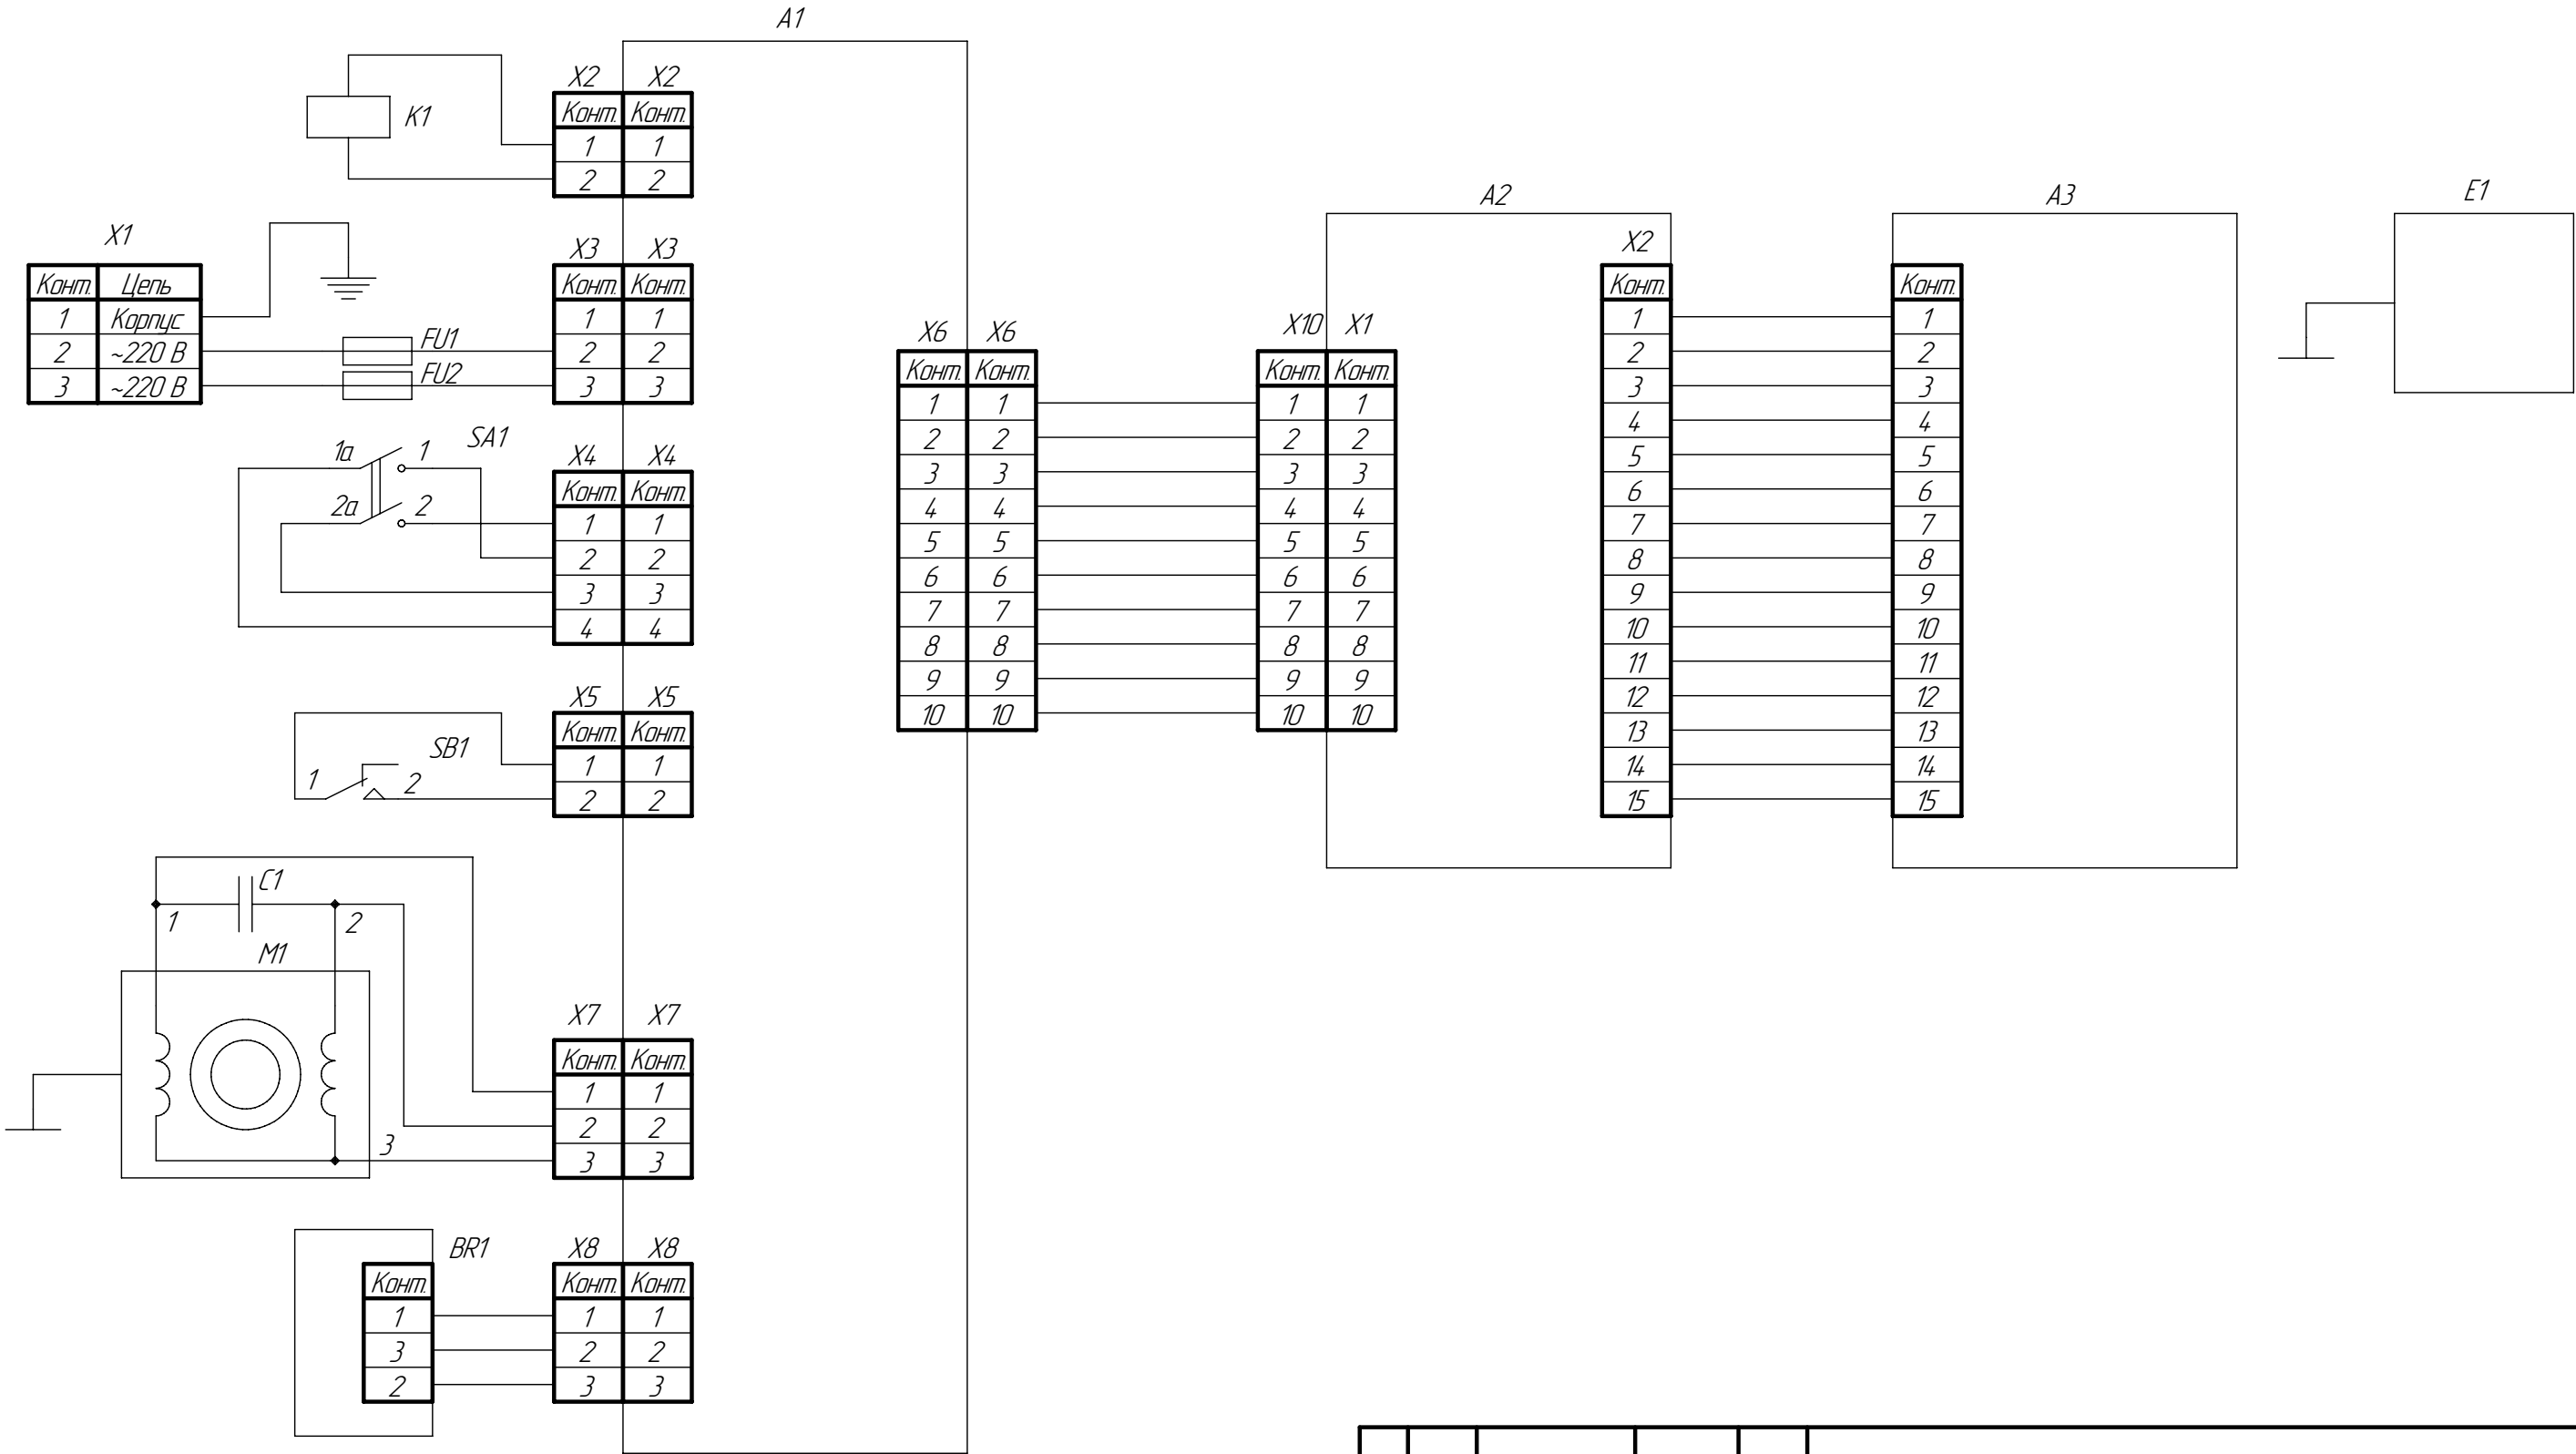 A1
X2 X2
Конт. Конт.
K1
1 1
2 2
X1
Конт. Цепь
1 Корпус
2 ~220 В
3 ~220 В
FU1
FU2
X3 X3
Конт. Конт.
1 1
2 2
3 3
SA1
1а 1
2а 2
X4 X4
Конт. Конт.
1 1
2 2
3 3
4 4
X5 X5
Конт. Конт.
1 1
2 2
SB1
1 2
C1
1 2
M1
3
X7 X7
Конт. Конт.
1 1
2 2
3 3
BR1
Конт.
1
3
2
X8 X8
Конт. Конт.
1 1
2 2
3 3
X6 X6
Конт. Конт.
1 1
2 2
3 3
4 4
5 5
6 6
7 7
8 8
9 9
10 10
A2
X10 X1
Конт. Конт.
1 1
2 2
3 3
4 4
5 5
6 6
7 7
8 8
9 9
10 10
X2
Конт.
1
2
3
4
5
6
7
8
9
10
11
12
13
14
15
A3
Конт.
1
2
3
4
5
6
7
8
9
10
11
12
13
14
15
E1